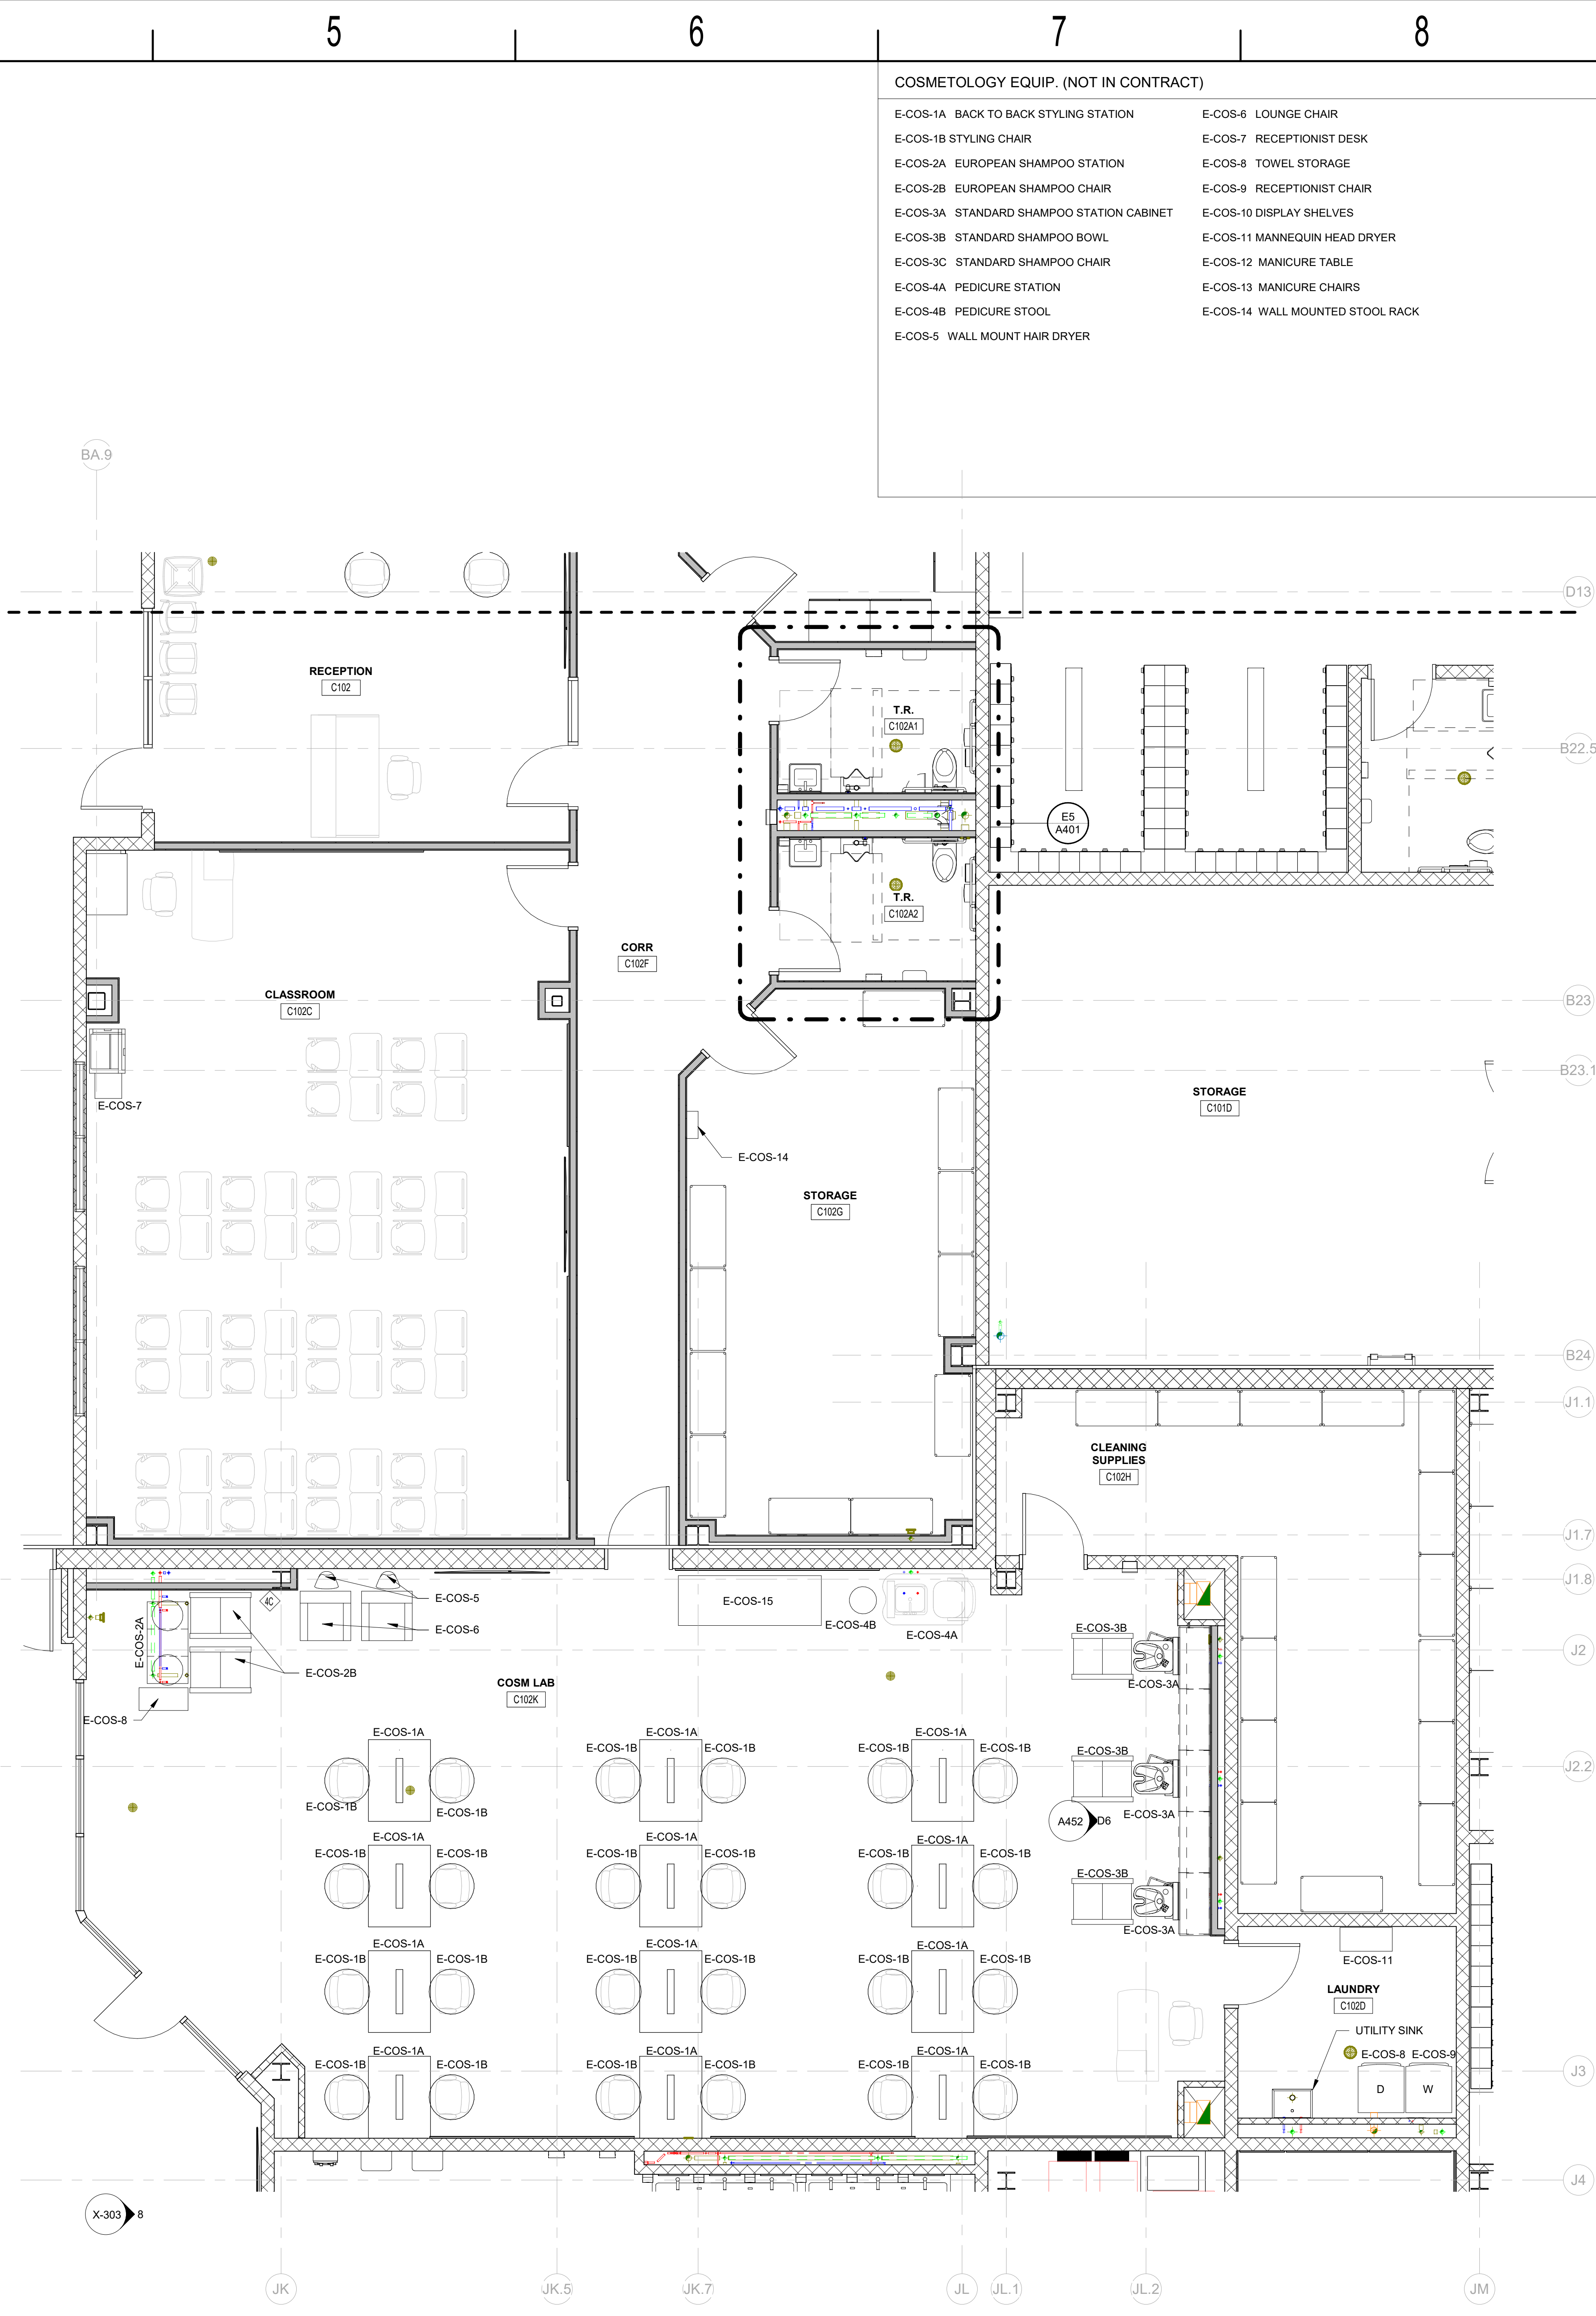 5 6 7 8
COSMETOLOGY EQUIP. (NOT IN CONTRACT)
E-COS-1A BACK TO BACK STYLING STATION
E-COS-1B STYLING CHAIR
E-COS-2A EUROPEAN SHAMPOO STATION
E-COS-2B EUROPEAN SHAMPOO CHAIR
E-COS-3A STANDARD SHAMPOO STATION CABINET
E-COS-3B STANDARD SHAMPOO BOWL
E-COS-3C STANDARD SHAMPOO CHAIR
E-COS-4A PEDICURE STATION
E-COS-4B PEDICURE STOOL
E-COS-5 WALL MOUNT HAIR DRYER
E-COS-6 LOUNGE CHAIR
E-COS-7 RECEPTIONIST DESK
E-COS-8 TOWEL STORAGE
E-COS-9 RECEPTIONIST CHAIR
E-COS-10 DISPLAY SHELVES
E-COS-11 MANNEQUIN HEAD DRYER
E-COS-12 MANICURE TABLE
E-COS-13 MANICURE CHAIRS
E-COS-14 WALL MOUNTED STOOL RACK
BA.9
D13
RECEPTION
C102
T.R.
C102A1
B22.5
E5
A401
T.R.
C102A2
CORR
C102F
CLASSROOM
C102C
B23
B23.1
E-COS-7
STORAGE
C101D
E-COS-14
STORAGE
C102G
B24
J1.1
CLEANING
SUPPLIES
C102H
J1.7
J1.8
4C
E-COS-5
E-COS-6
E-COS-2A
E-COS-2B
E-COS-8
E-COS-15
E-COS-4B
E-COS-4A
E-COS-3B
E-COS-3A
J2
COSM LAB
C102K
E-COS-1A E-COS-1A E-COS-1A
E-COS-1B E-COS-1B E-COS-1B E-COS-1B
E-COS-3B
J2.2
E-COS-1B E-COS-1B
E-COS-3A
A452 D6
E-COS-1A E-COS-1A E-COS-1A
E-COS-1B E-COS-1B E-COS-1B E-COS-1B E-COS-1B E-COS-1B
E-COS-3B
E-COS-3A
E-COS-1A E-COS-1A E-COS-1A
E-COS-1B E-COS-1B E-COS-1B E-COS-1B E-COS-1B E-COS-1B
E-COS-11
LAUNDRY
C102D
UTILITY SINK
E-COS-1A E-COS-1A E-COS-1A
E-COS-1B E-COS-1B E-COS-1B E-COS-1B E-COS-1B E-COS-1B
E-COS-8 E-COS-9
J3
D W
J4
X-303 8
JK JK.5 JK.7 JL JL.1 JL.2 JM